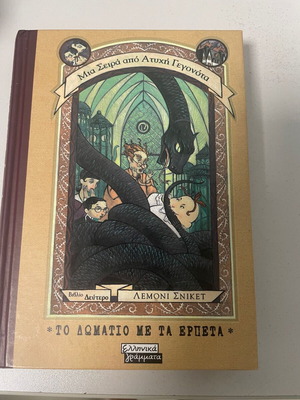 Μια Σειρά από Ατυχή Γεγονότα
Βιβλίο Δεύτερο
ΛΕΜΟΝΙ ΣΝΙΚΕΤ
* ΤΟ ΔΩΜΑΤΙΟ ΜΕ ΤΑ ΕΡΠΕΤΑ *
ελληνικά
γράμματα